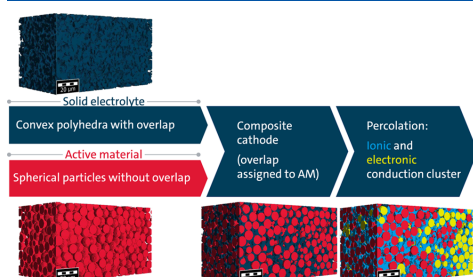 20 µm
Solid electrolyte
Convex polyhedra with overlap
Active material
Spherical particles without overlap
Composite
cathode
(overlap
assigned to AM)
Percolation:
Ionic and
electronic
conduction cluster